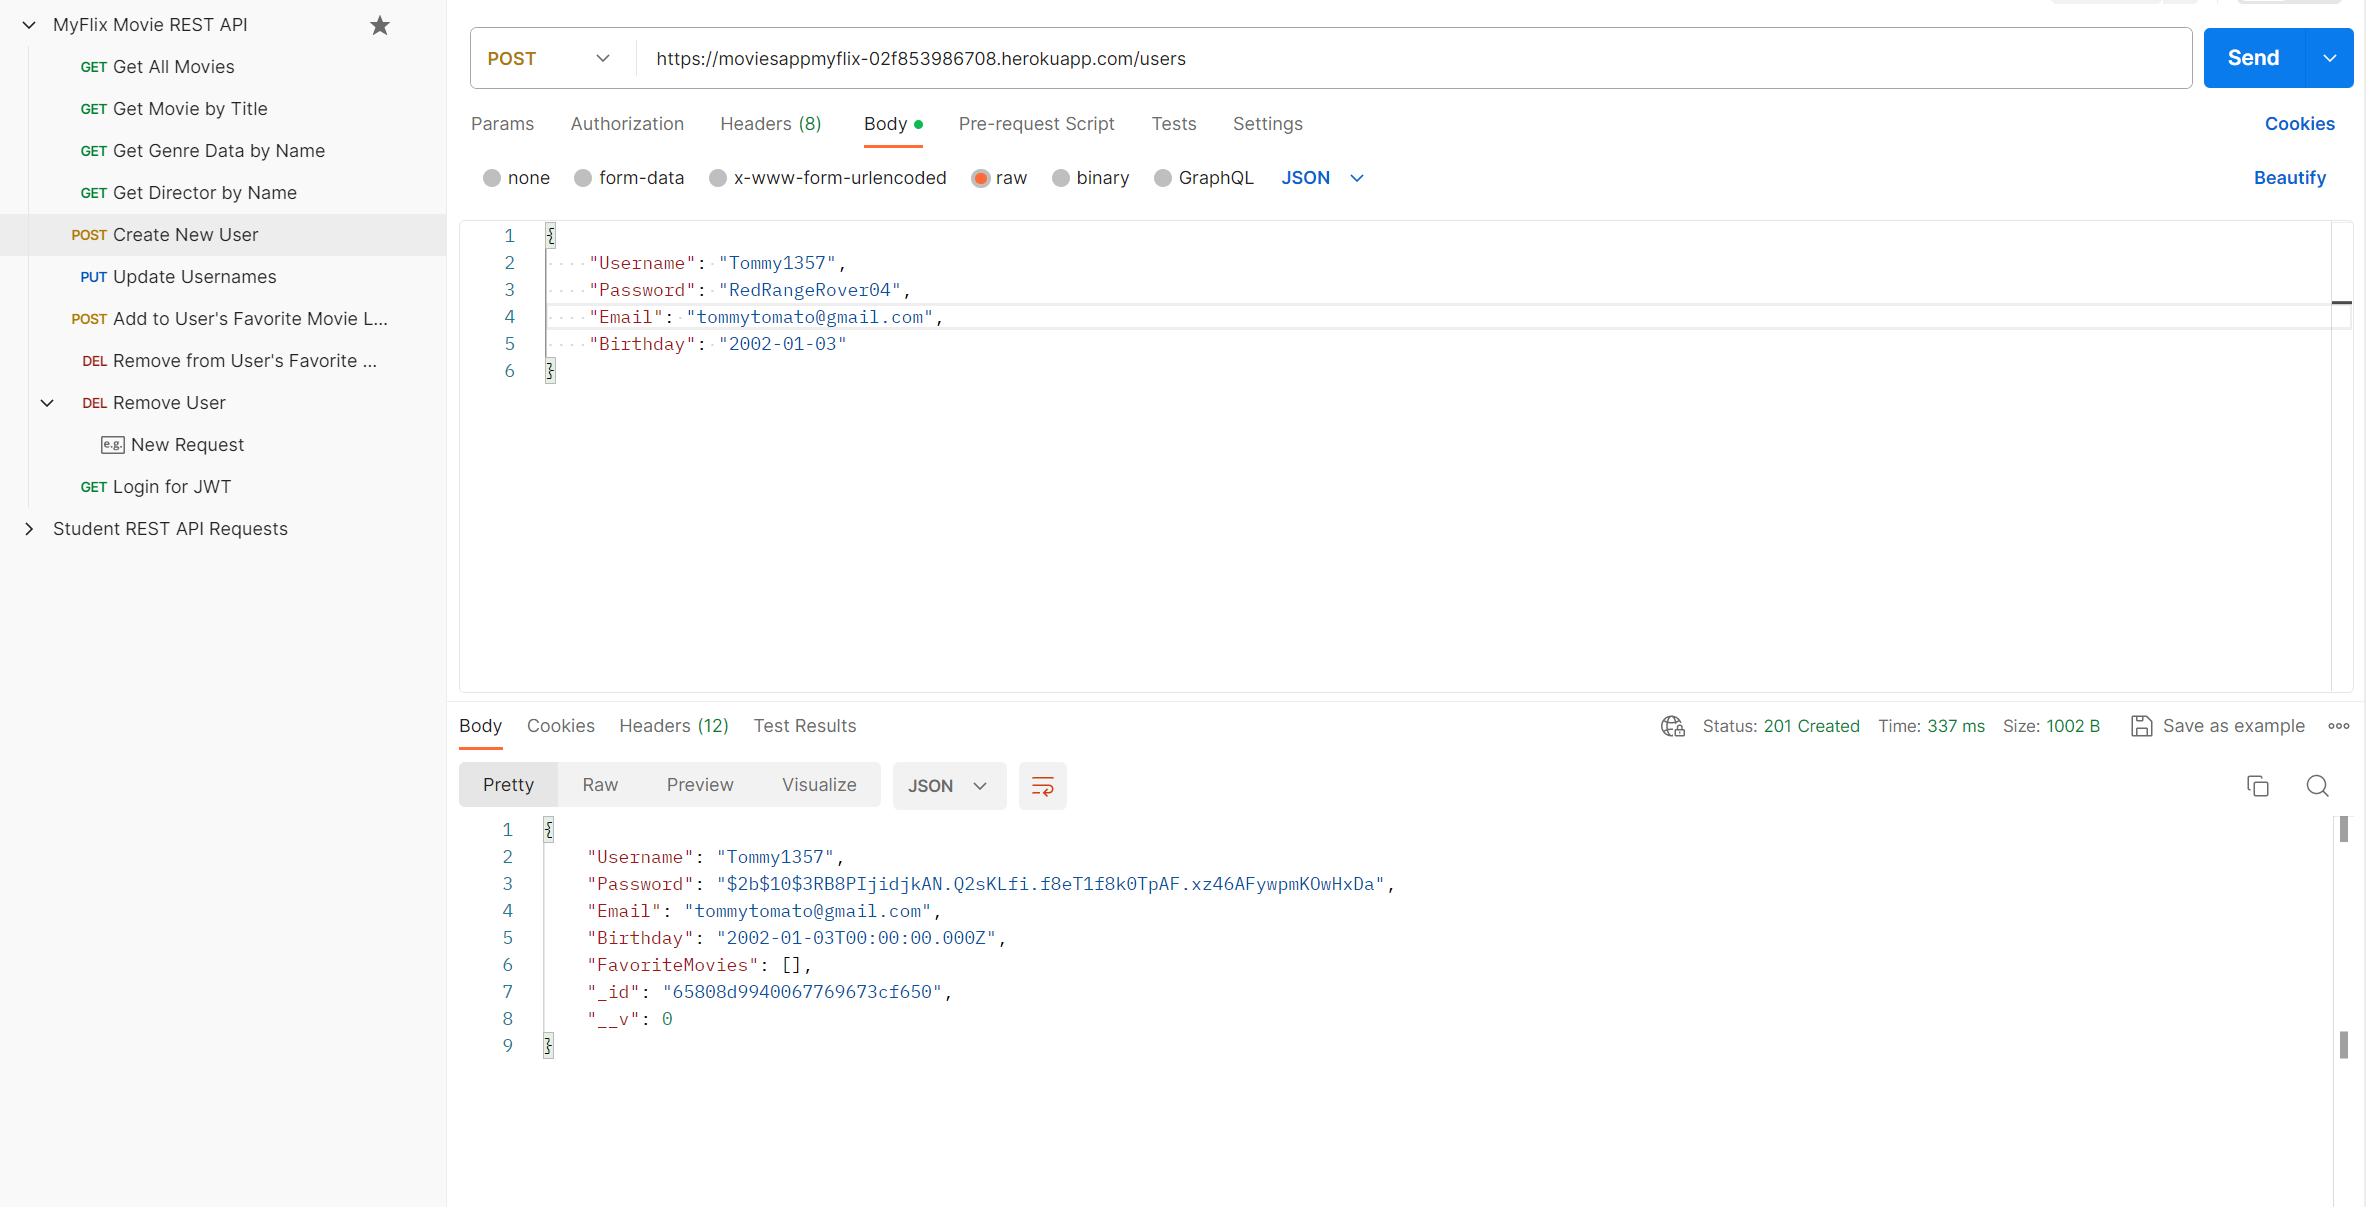 MyFlix Movie REST API
GET Get All Movies
GET Get Movie by Title
GET Get Genre Data by Name
GET Get Director by Name
POST Create New User
PUT Update Usernames
POST Add to User's Favorite Movie L...
DEL Remove from User's Favorite ...
DEL Remove User
e.g. New Request
GET Login for JWT
Student REST API Requests
POST https://moviesappmyflix-02f853986708.herokuapp.com/users Send
Params Authorization Headers (8) Body Pre-request Script Tests Settings Cookies
none form-data x-www-form-urlencoded raw binary GraphQL JSON Beautify
1 {
2 "Username": "Tommy1357",
3 "Password": "RedRangeRover04",
4 "Email": "tommytomato@gmail.com",
5 "Birthday": "2002-01-03"
6 }
Body Cookies Headers (12) Test Results Status: 201 Created Time: 337 ms Size: 1002 B Save as example
Pretty Raw Preview Visualize JSON
1 {
2 "Username": "Tommy1357",
3 "Password": "$2b$10$3RB8PIjidjkAN.Q2sKLfi.f8eT1f8k0TpAF.xz46AFywpmKOwHxDa",
4 "Email": "tommytomato@gmail.com",
5 "Birthday": "2002-01-03T00:00:00.000Z",
6 "FavoriteMovies": [],
7 "_id": "65808d9940067769673cf650",
8 "__v": 0
9 }